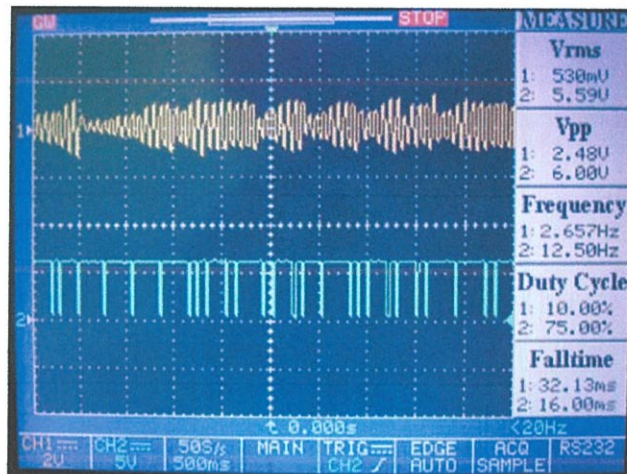 GW STOP MEASURE
Vrms
1: 530mV
2: 5.59V
Vpp
1: 2.48V
2: 6.00V
Frequency
1: 2.657Hz
2: 12.50Hz
Duty Cycle
1: 10.00%
2: 75.00%
Falltime
1: 32.13ms
2: 16.00ms
1
2
0.000s <20Hz
CH1 CH2 50S/s MAIN TRIG EDGE ACQ RS232
2V 5V 500ms CH2 AUTO SAMPLE